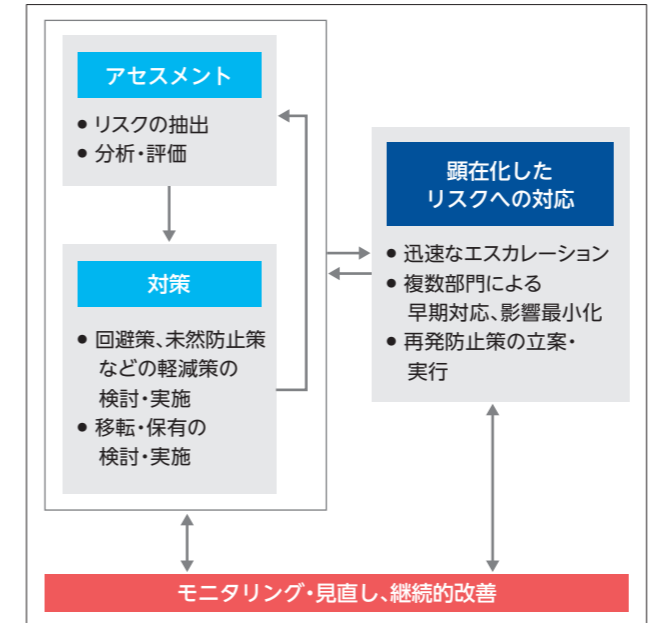 アセスメント
● リスクの抽出
● 分析・評価
対策
● 回避策、未然防止策
などの軽減策の
検討・実施
● 移転・保有の
検討・実施
顕在化した
リスクへの対応
● 迅速なエスカレーション
● 複数部門による
早期対応、影響最小化
● 再発防止策の立案・
実行
モニタリング・見直し、継続的改善